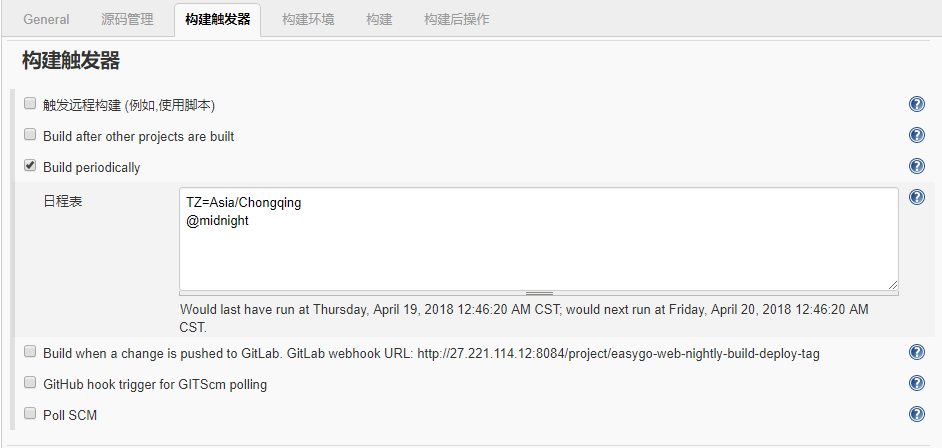 General 源码管理 构建触发器 构建环境 构建 构建后操作
构建触发器
触发远程构建 (例如,使用脚本)
Build after other projects are built
Build periodically
日程表
TZ=Asia/Chongqing
@midnight
Would last have run at Thursday, April 19, 2018 12:46:20 AM CST; would next run at Friday, April 20, 2018 12:46:20 AM
CST.
Build when a change is pushed to GitLab. GitLab webhook URL: http://27.221.114.12:8084/project/easygo-web-nightly-build-deploy-tag
GitHub hook trigger for GITScm polling
Poll SCM